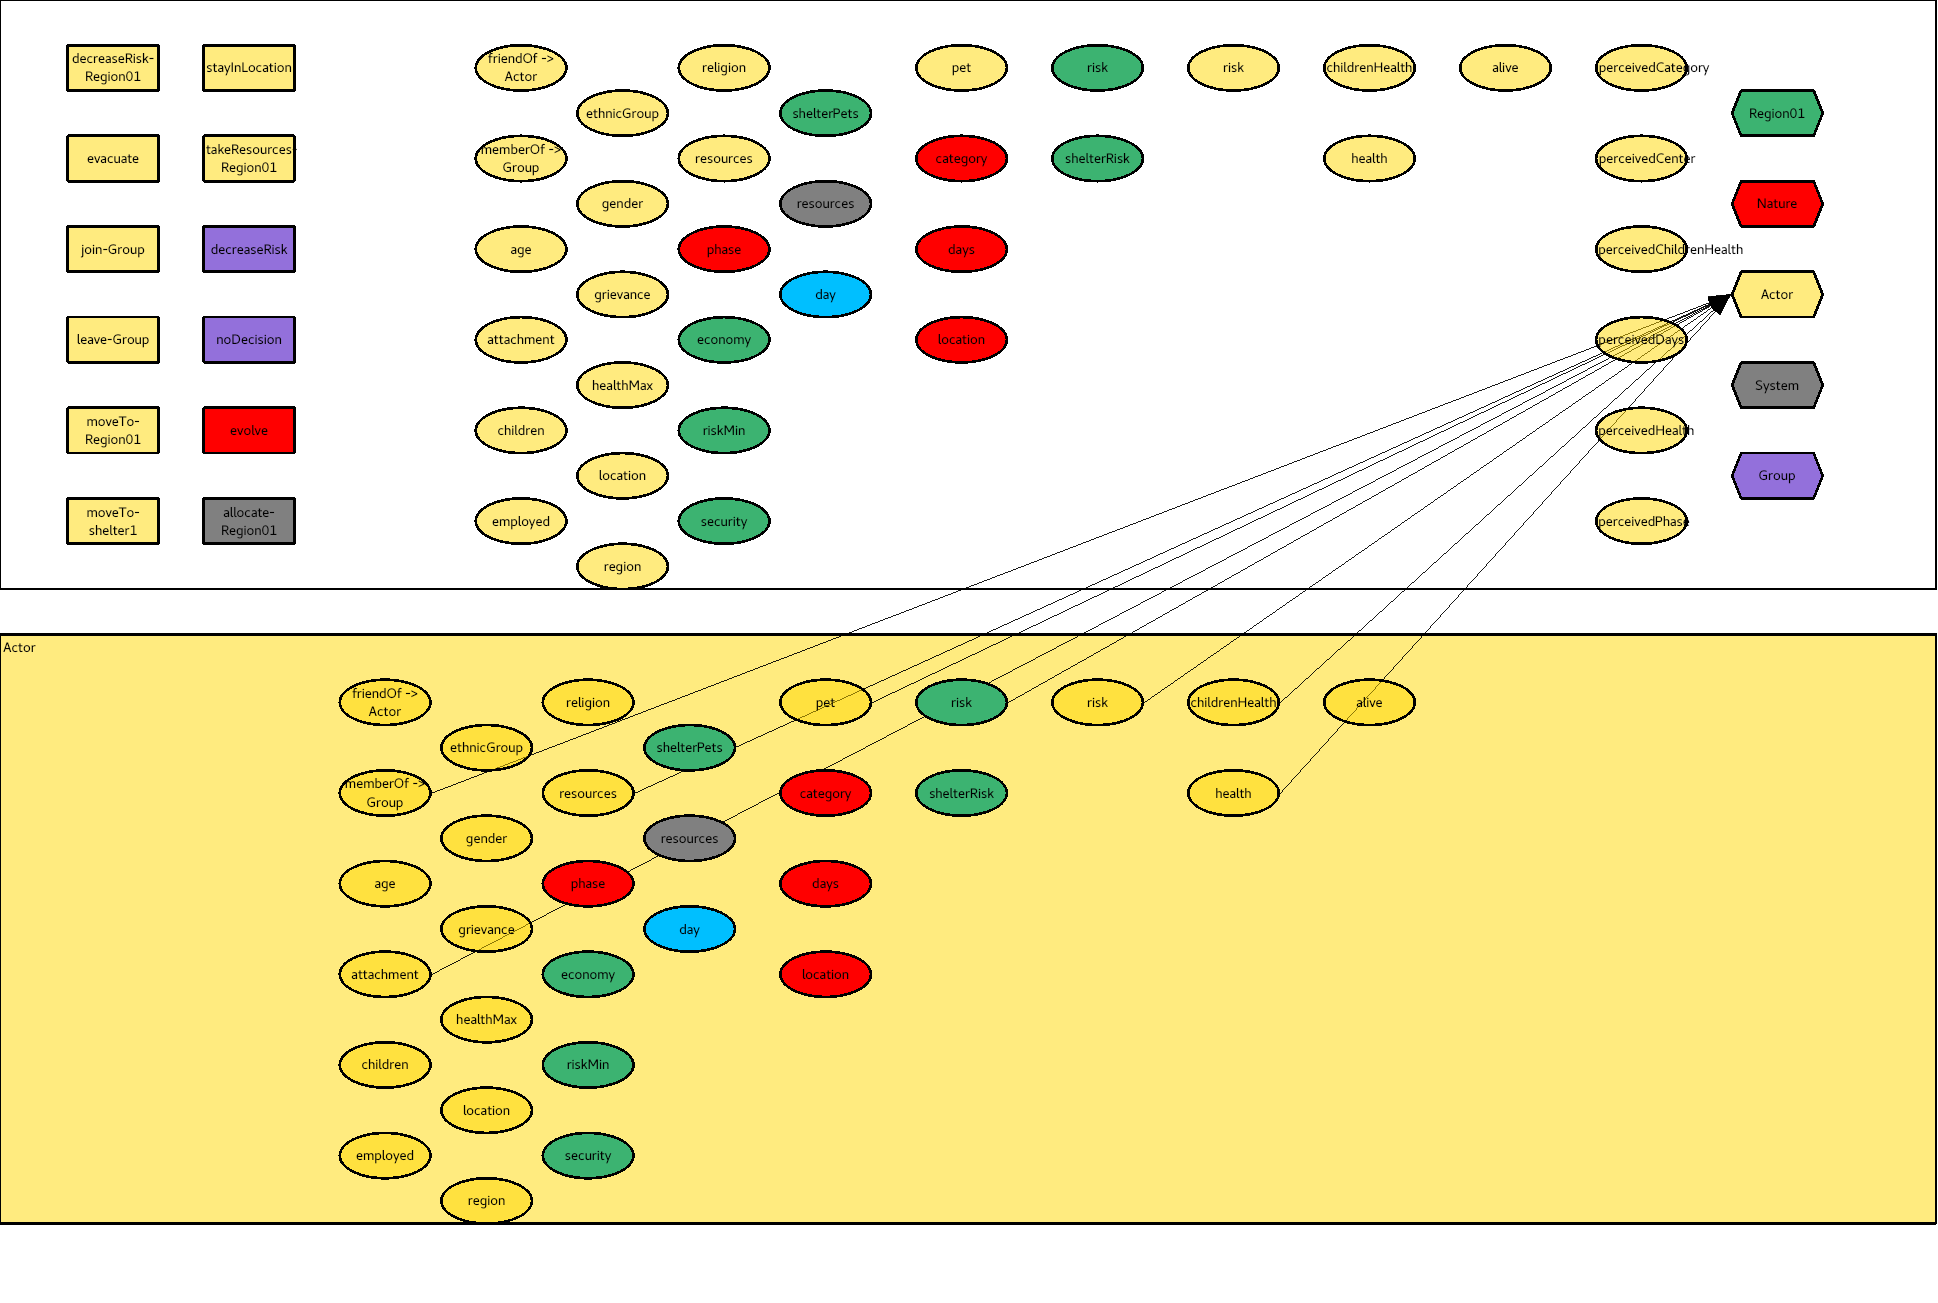 decreaseRisk-
Region01
stayInLocation
friendOf ->
Actor
religion
pet
risk
risk
childrenHealth
alive
perceivedCategory
ethnicGroup
shelterPets
Region01
evacuate
takeResources-
Region01
memberOf ->
Group
resources
category
shelterRisk
health
perceivedCenter
gender
resources
Nature
join-Group
decreaseRisk
age
phase
days
perceivedChildrenHealth
grievance
day
Actor
leave-Group
noDecision
attachment
economy
location
perceivedDays
healthMax
System
moveTo-
Region01
evolve
children
riskMin
perceivedHealth
location
Group
moveTo-
shelter1
allocate-
Region01
employed
security
perceivedPhase
region
Actor
friendOf ->
Actor
religion
pet
risk
risk
childrenHealth
alive
ethnicGroup
shelterPets
memberOf ->
Group
resources
category
shelterRisk
health
gender
resources
age
phase
days
grievance
day
attachment
economy
location
healthMax
children
riskMin
location
employed
security
region